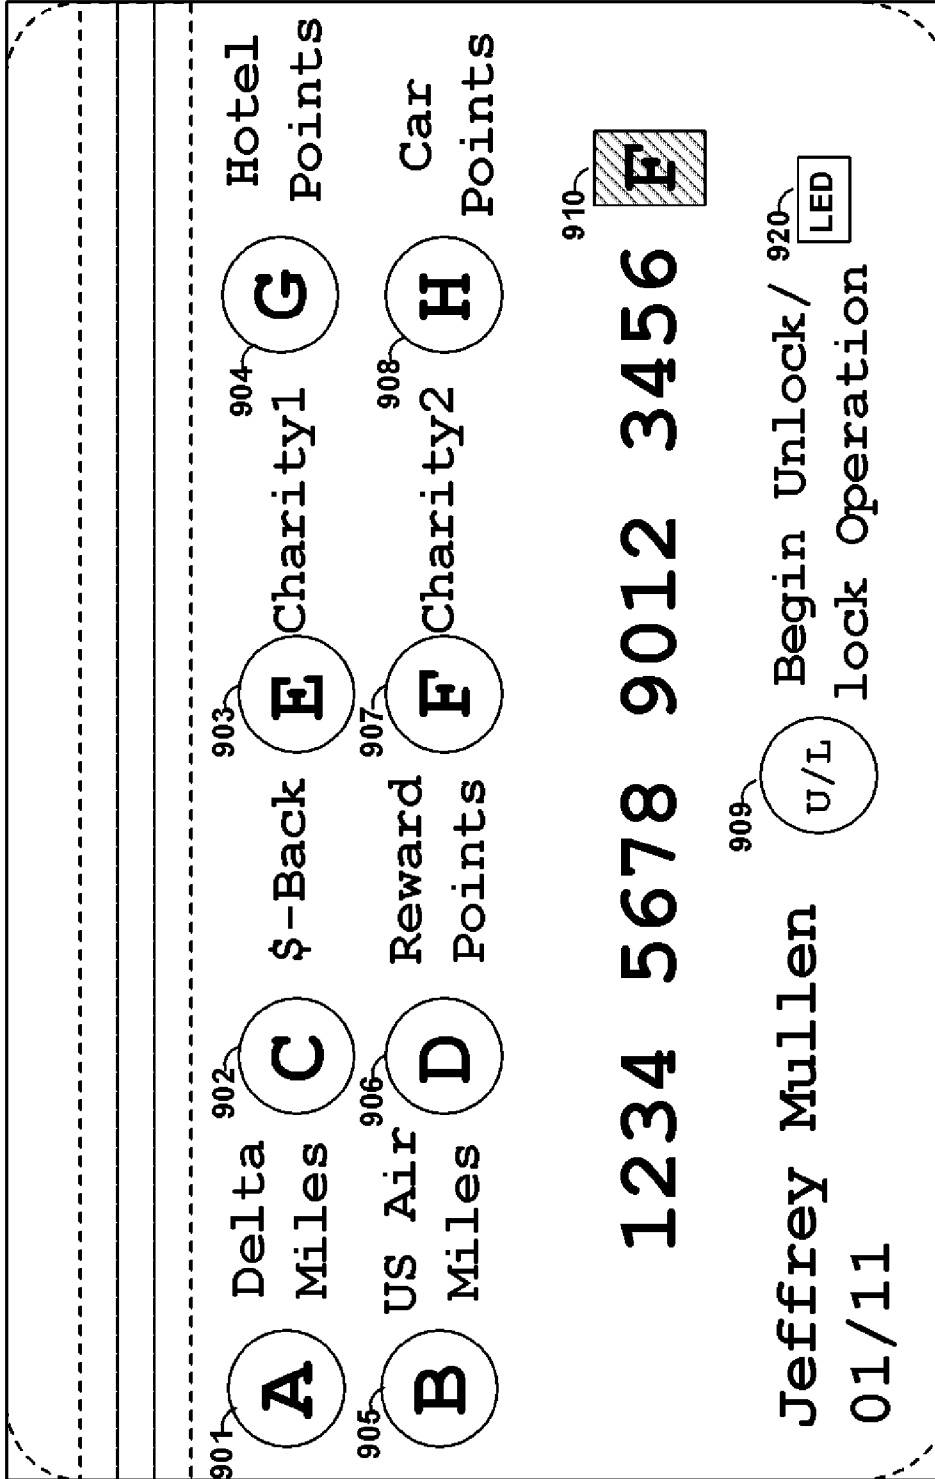 901 902 903 904
A Delta Miles C $-Back E Charity1 G Hotel Points
905 906 907 908
B US Air Miles D Reward Points F Charity2 H Car Points
910
1234 5678 9012 3456 F
909 920
Jeffrey Mullen U/L Begin Unlock/ LED
01/11 lock Operation